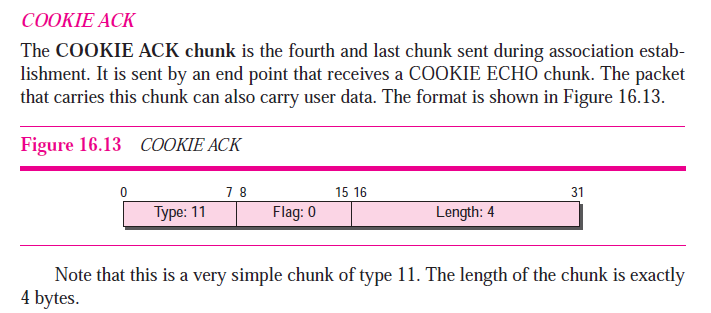 COOKIE ACK
The COOKIE ACK chunk is the fourth and last chunk sent during association estab-
lishment. It is sent by an end point that receives a COOKIE ECHO chunk. The packet
that carries this chunk can also carry user data. The format is shown in Figure 16.13.
Figure 16.13 COOKIE ACK
0 7 8 15 16 31
Type: 11 Flag: 0 Length: 4
Note that this is a very simple chunk of type 11. The length of the chunk is exactly
4 bytes.